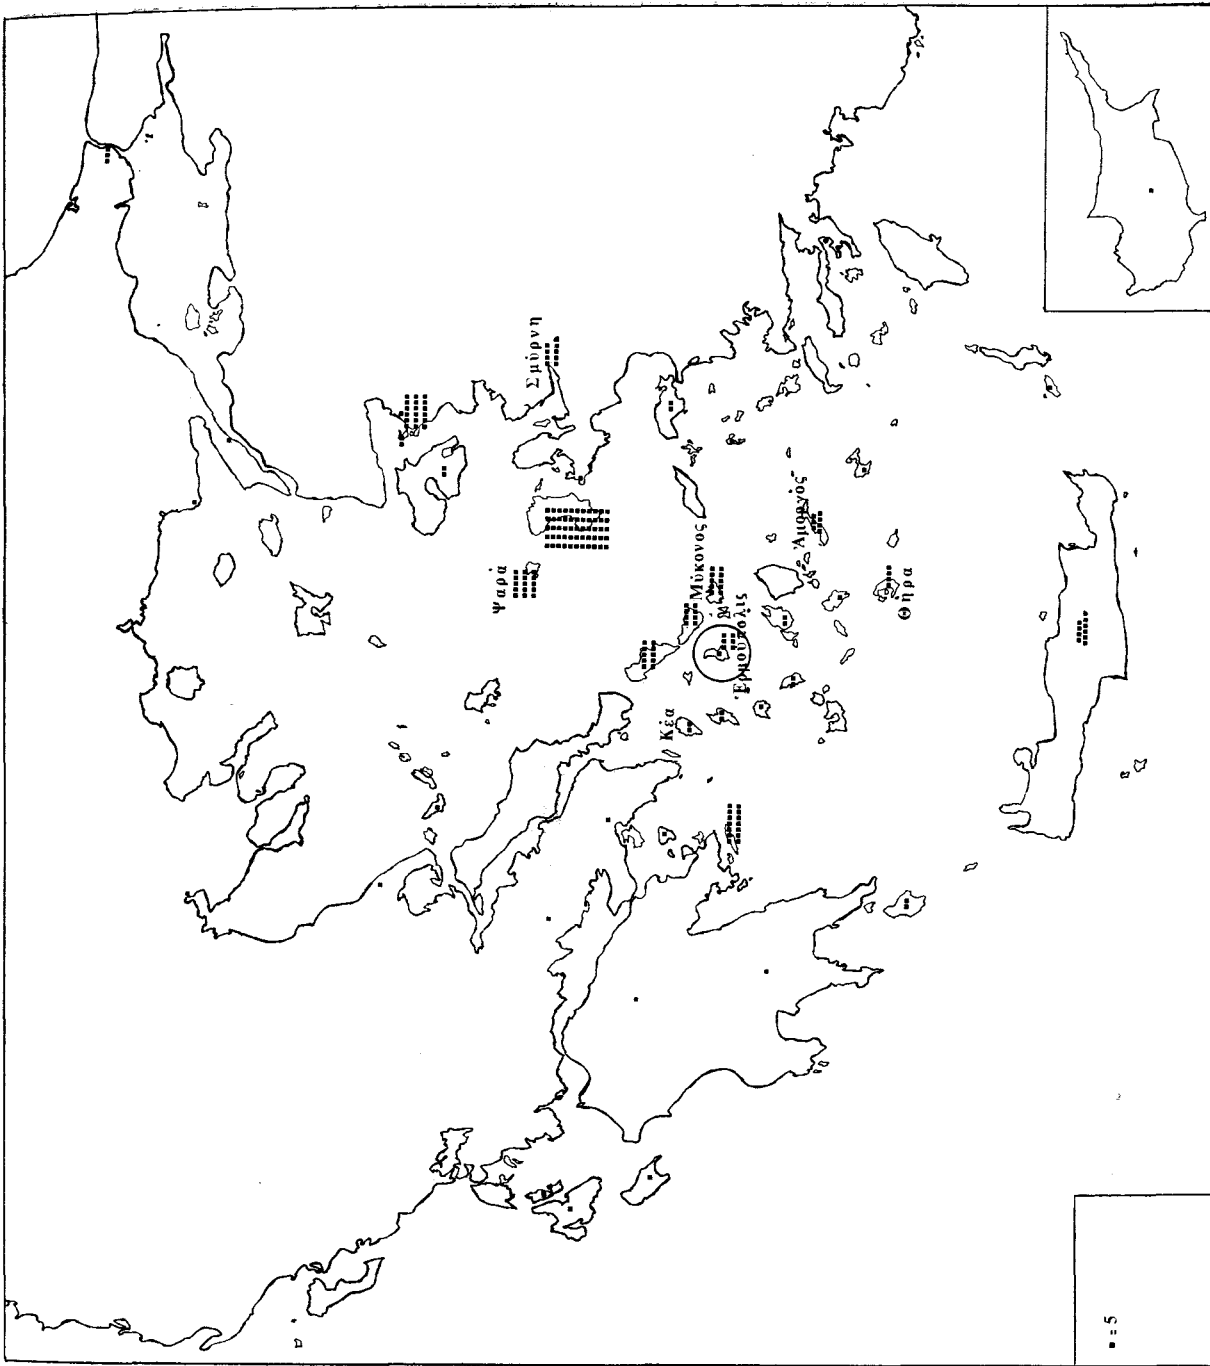 Σμύρνη
Ψαρά
Μύκονος
Ἑρμούπολις
Κέα
Ἀμοργός
Θήρα
■ = 5